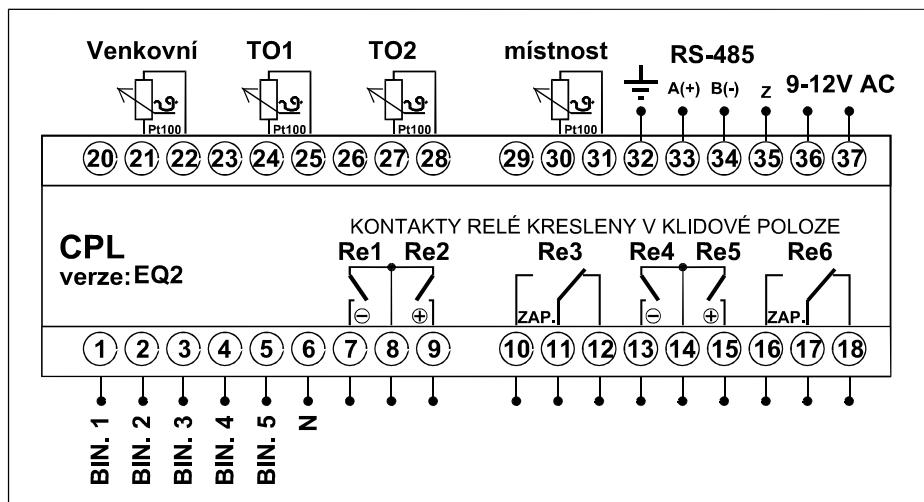 Venkovní TO1 TO2 místnost RS-485
A(+) B(-) Z 9-12V AC
Pt100 Pt100 Pt100 Pt100
20 21 22 23 24 25 26 27 28 29 30 31 32 33 34 35 36 37
KONTAKTY RELÉ KRESLENY V KLIDOVÉ POLOZE
CPL
verze: EQ2
Re1 Re2 Re3 Re4 Re5 Re6
- + ZAP. - + ZAP.
1 2 3 4 5 6 7 8 9 10 11 12 13 14 15 16 17 18
BIN. 1
BIN. 2
BIN. 3
BIN. 4
BIN. 5
N